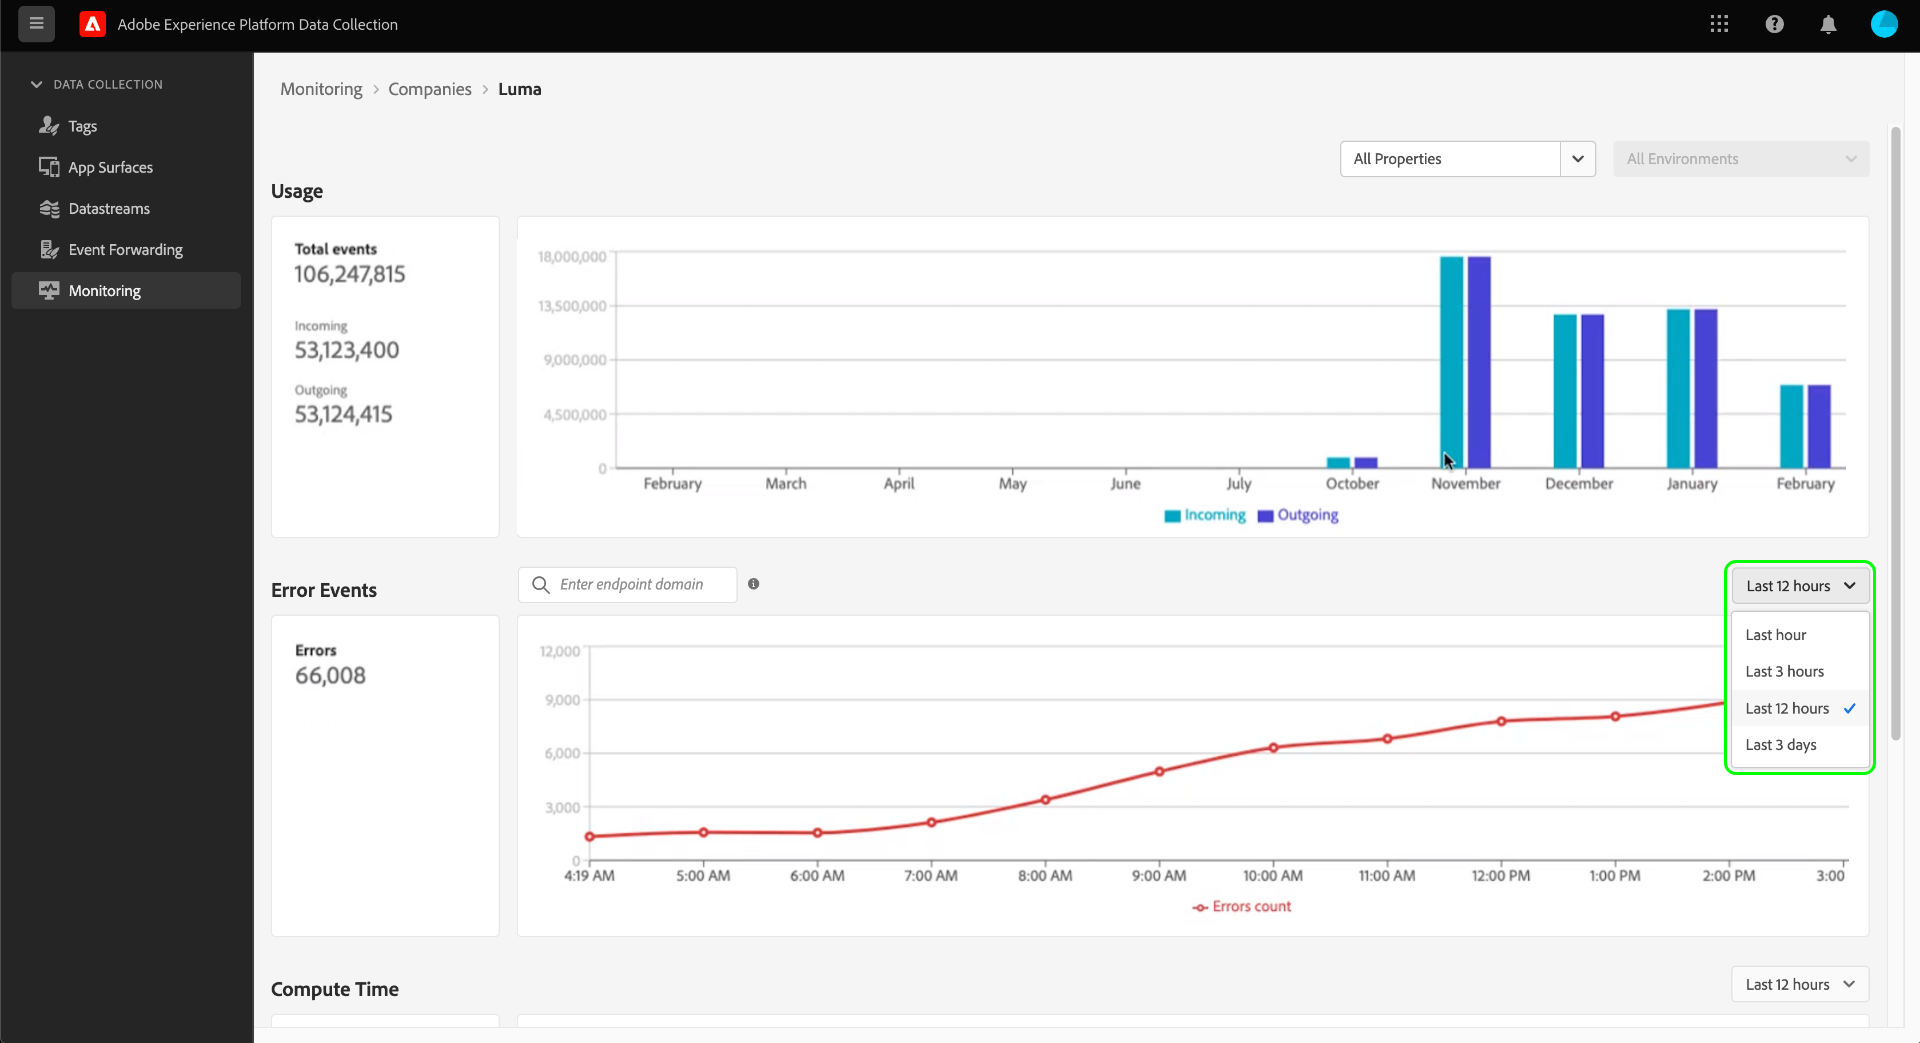 Adobe Experience Platform Data Collection
DATA COLLECTION
Tags
App Surfaces
Datastreams
Event Forwarding
Monitoring
Monitoring > Companies > Luma
All Properties
All Environments
Usage
Total events
106,247,815
Incoming
53,123,400
Outgoing
53,124,415
18,000,000
13,500,000
9,000,000
4,500,000
0
February March April May June July October November December January February
Incoming Outgoing
Error Events
Enter endpoint domain
Last 12 hours
Last hour
Last 3 hours
Last 12 hours
Last 3 days
Errors
66,008
12,000
9,000
6,000
3,000
0
4:19 AM 5:00 AM 6:00 AM 7:00 AM 8:00 AM 9:00 AM 10:00 AM 11:00 AM 12:00 PM 1:00 PM 2:00 PM 3:00
Errors count
Compute Time
Last 12 hours